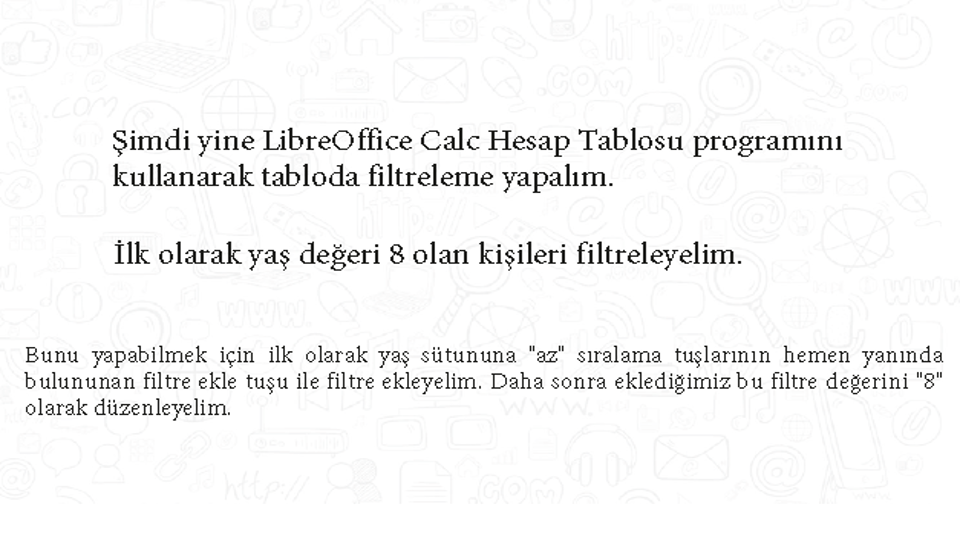 Şimdi yine LibreOffice Calc Hesap Tablosu programını
kullanarak tabloda filtreleme yapalım.
İlk olarak yaş değeri 8 olan kişileri filtreleyelim.
Bunu yapabilmek için ilk olarak yaş sütununa "az" sıralama tuşlarının hemen yanında
bulununan filtre ekle tuşu ile filtre ekleyelim. Daha sonra eklediğimiz bu filtre değerini "8"
olarak düzenleyelim.